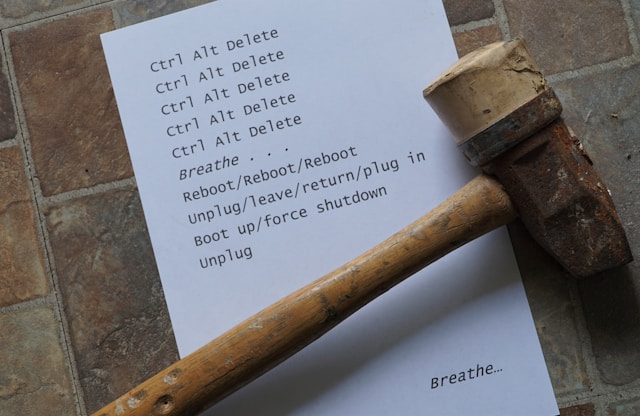 Ctrl Alt Delete
Ctrl Alt Delete
Ctrl Alt Delete
Ctrl Alt Delete
Ctrl Alt Delete
Breathe . . .
Reboot/Reboot/Reboot
Unplug/leave/return/plug in
Boot up/force shutdown
Unplug
Breathe…